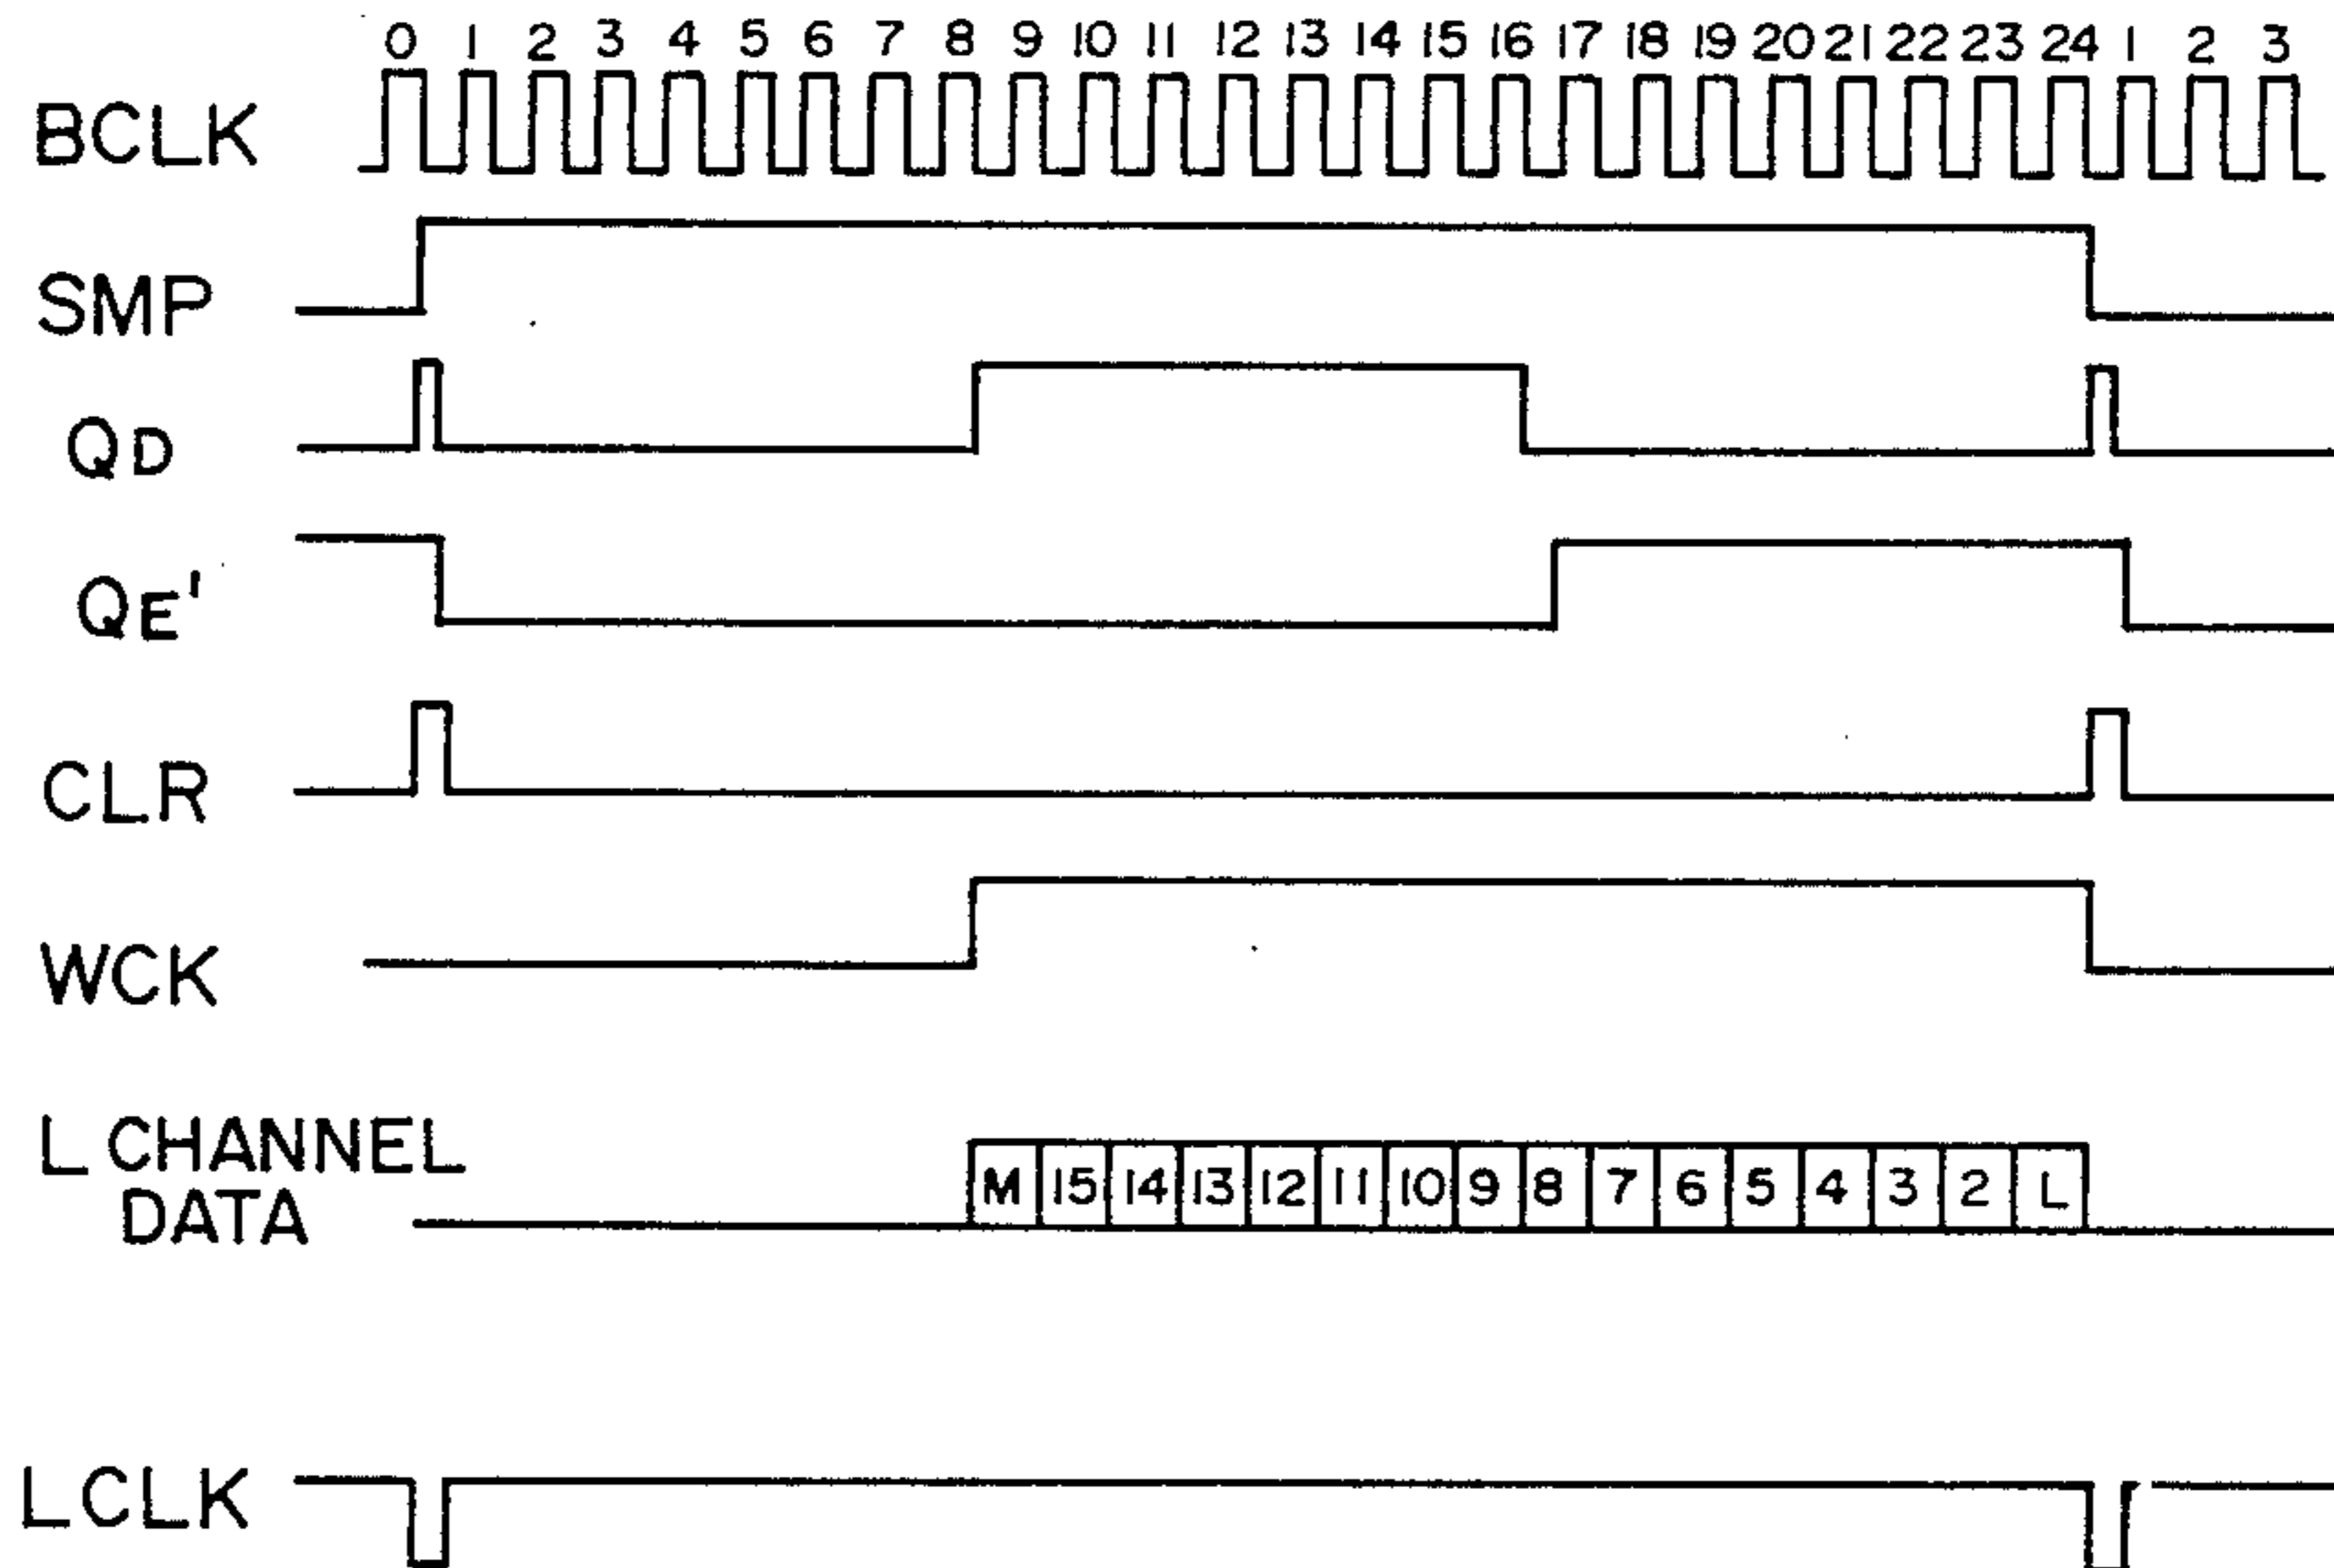 0 1 2 3 4 5 6 7 8 9 10 11 12 13 14 15 16 17 18 19 20 21 22 23 24 1 2 3
BCLK
SMP
QD
QE'
CLR
WCK
L CHANNEL
DATA
M 15 14 13 12 11 10 9 8 7 6 5 4 3 2 L
LCLK